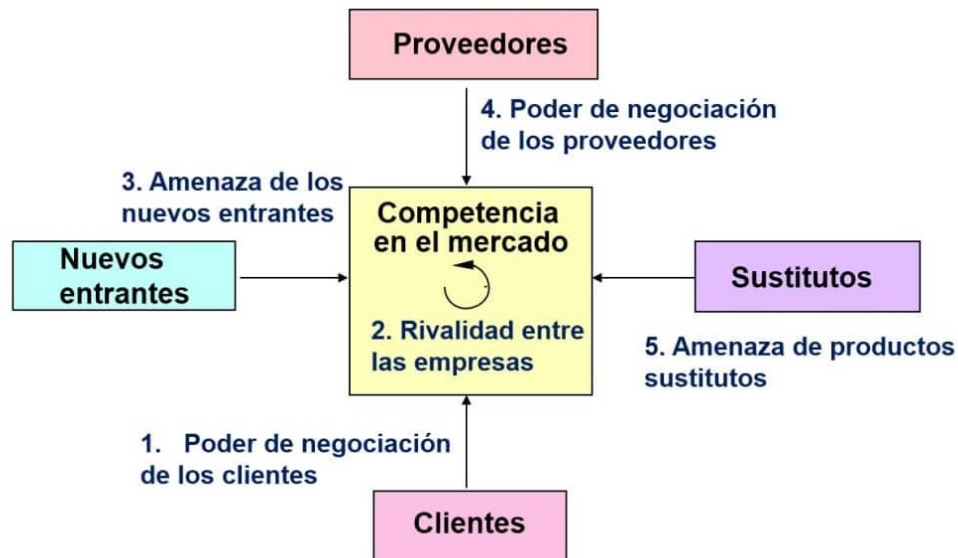 Proveedores
4. Poder de negociación
de los proveedores
3. Amenaza de los
nuevos entrantes
Competencia
en el mercado
Nuevos
entrantes
Sustitutos
2. Rivalidad entre
las empresas
5. Amenaza de productos
sustitutos
1. Poder de negociación
de los clientes
Clientes